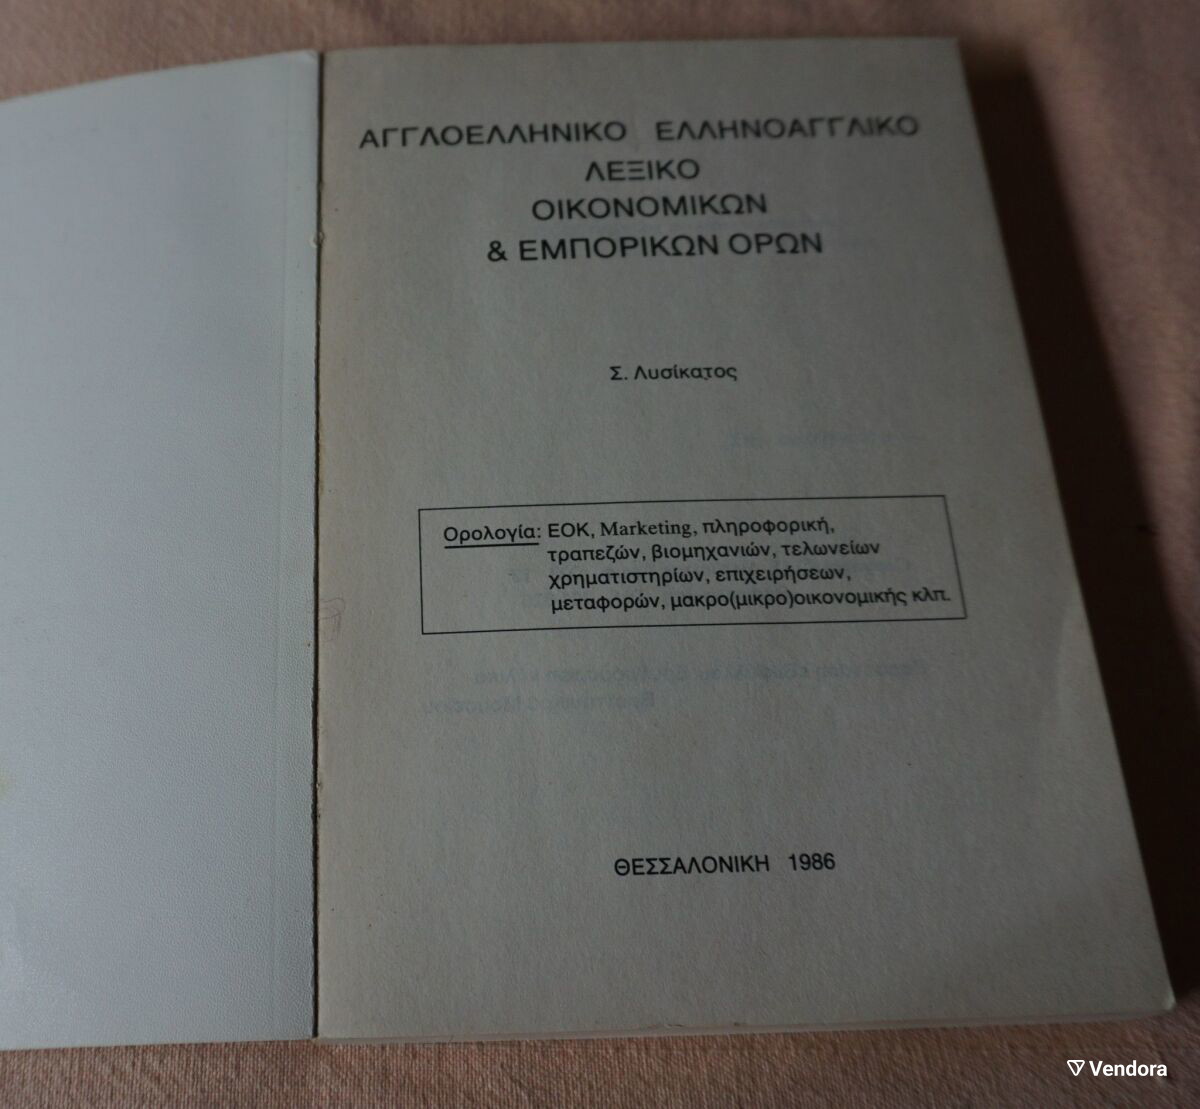 ΑΓΓΛΟΕΛΛΗΝΙΚΟ ΕΛΛΗΝΟΑΓΓΛΙΚΟ
ΛΕΞΙΚΟ
ΟΙΚΟΝΟΜΙΚΩΝ
& ΕΜΠΟΡΙΚΩΝ ΟΡΩΝ
Σ. Λυσίκατος
Ορολογία: ΕΟΚ, Marketing, πληροφορική,
τραπεζών, βιομηχανιών, τελωνείων
χρηματιστηρίων, επιχειρήσεων,
μεταφορών, μακρο(μικρο)οικονομικής κλπ.
ΘΕΣΣΑΛΟΝΙΚΗ 1986
Vendora